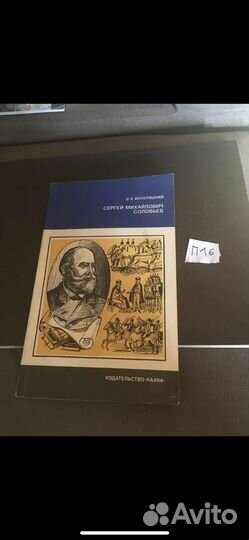 В. Е. ИЛЛЕРИЦКИЙ
СЕРГЕЙ МИХАЙЛОВИЧ
СОЛОВЬЕВ
П16
ИЗДАТЕЛЬСТВО «НАУКА»
Avito